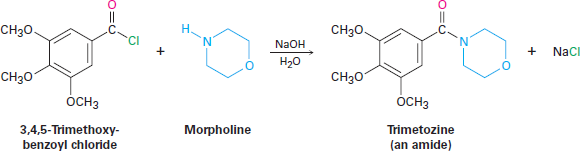 O
CH3O
C
Cl
CH3O
OCH3
+
H
N
O
NaOH
H2O
O
CH3O
C
N
CH3O
O
OCH3
+ NaCl
3,4,5-Trimethoxy-
benzoyl chloride
Morpholine
Trimetozine
(an amide)